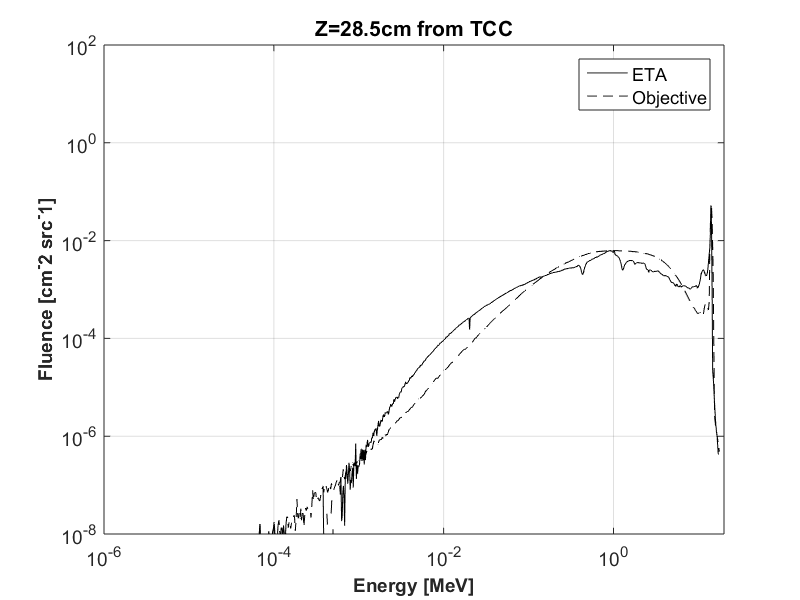 Z=28.5cm from TCC
ETA
Objective
10^2
10^0
10^-2
10^-4
10^-6
10^-8
Fluence [cm^-2 src^-1]
10^-6
10^-4
10^-2
10^0
Energy [MeV]